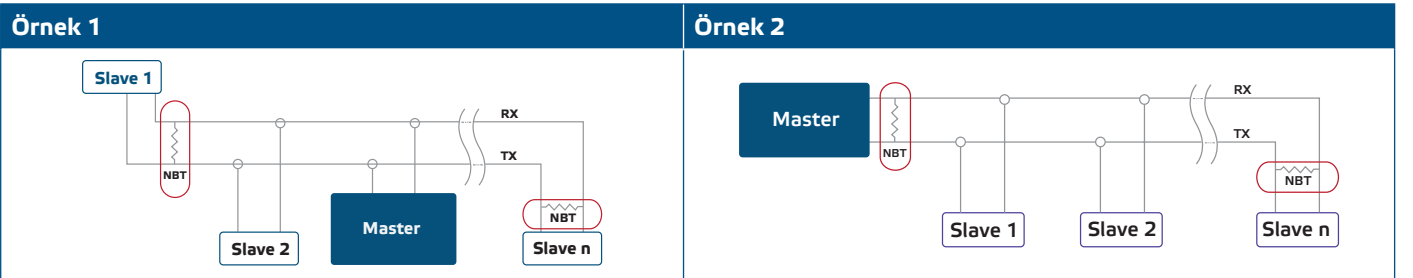 Örnek 1
Slave 1
RX
TX
NBT
NBT
Slave 2
Master
Slave n
Örnek 2
Master
RX
TX
NBT
NBT
Slave 1
Slave 2
Slave n